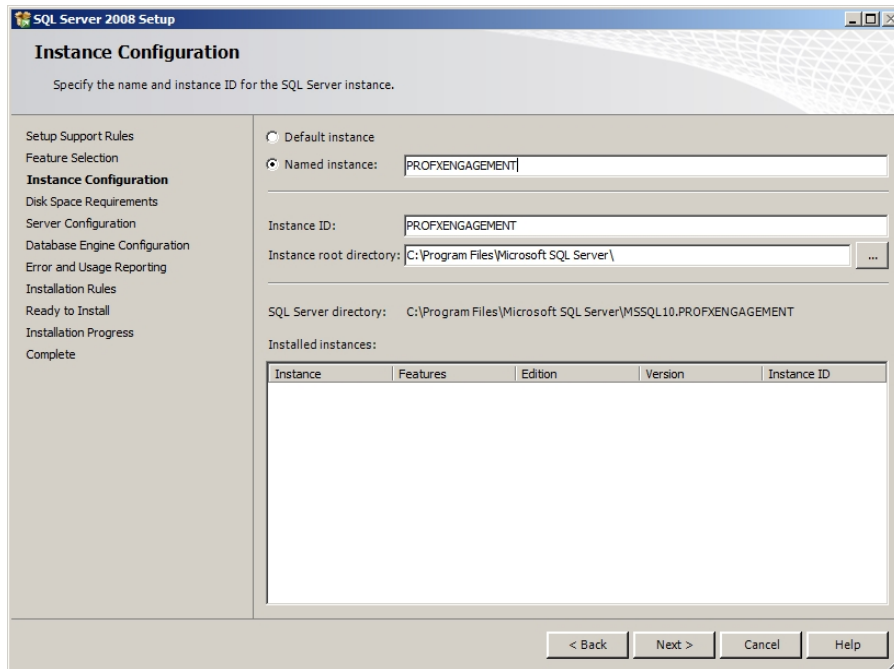 SQL Server 2008 Setup
Instance Configuration
Specify the name and instance ID for the SQL Server instance.
Setup Support Rules
Feature Selection
Instance Configuration
Disk Space Requirements
Server Configuration
Database Engine Configuration
Error and Usage Reporting
Installation Rules
Ready to Install
Installation Progress
Complete
Default instance
Named instance: PROFXENGAGEMENT
Instance ID: PROFXENGAGEMENT
Instance root directory: C:\Program Files\Microsoft SQL Server\ ...
SQL Server directory: C:\Program Files\Microsoft SQL Server\MSSQL10.PROFXENGAGEMENT
Installed instances:
Instance Features Edition Version Instance ID
< Back Next > Cancel Help